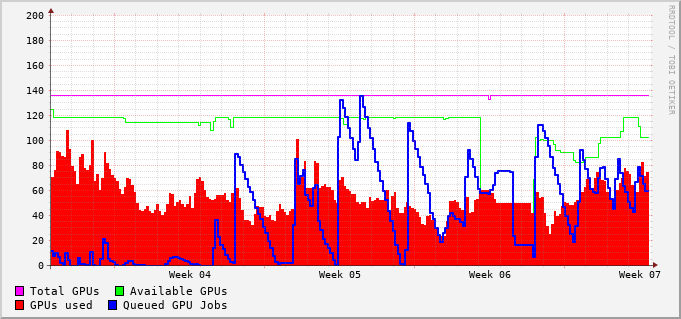 200
180
160
140
120
100
80
60
40
20
0
Week 04 Week 05 Week 06 Week 07
Total GPUs Available GPUs
GPUs used Queued GPU Jobs
RRDTOOL / TOBI OETIKER